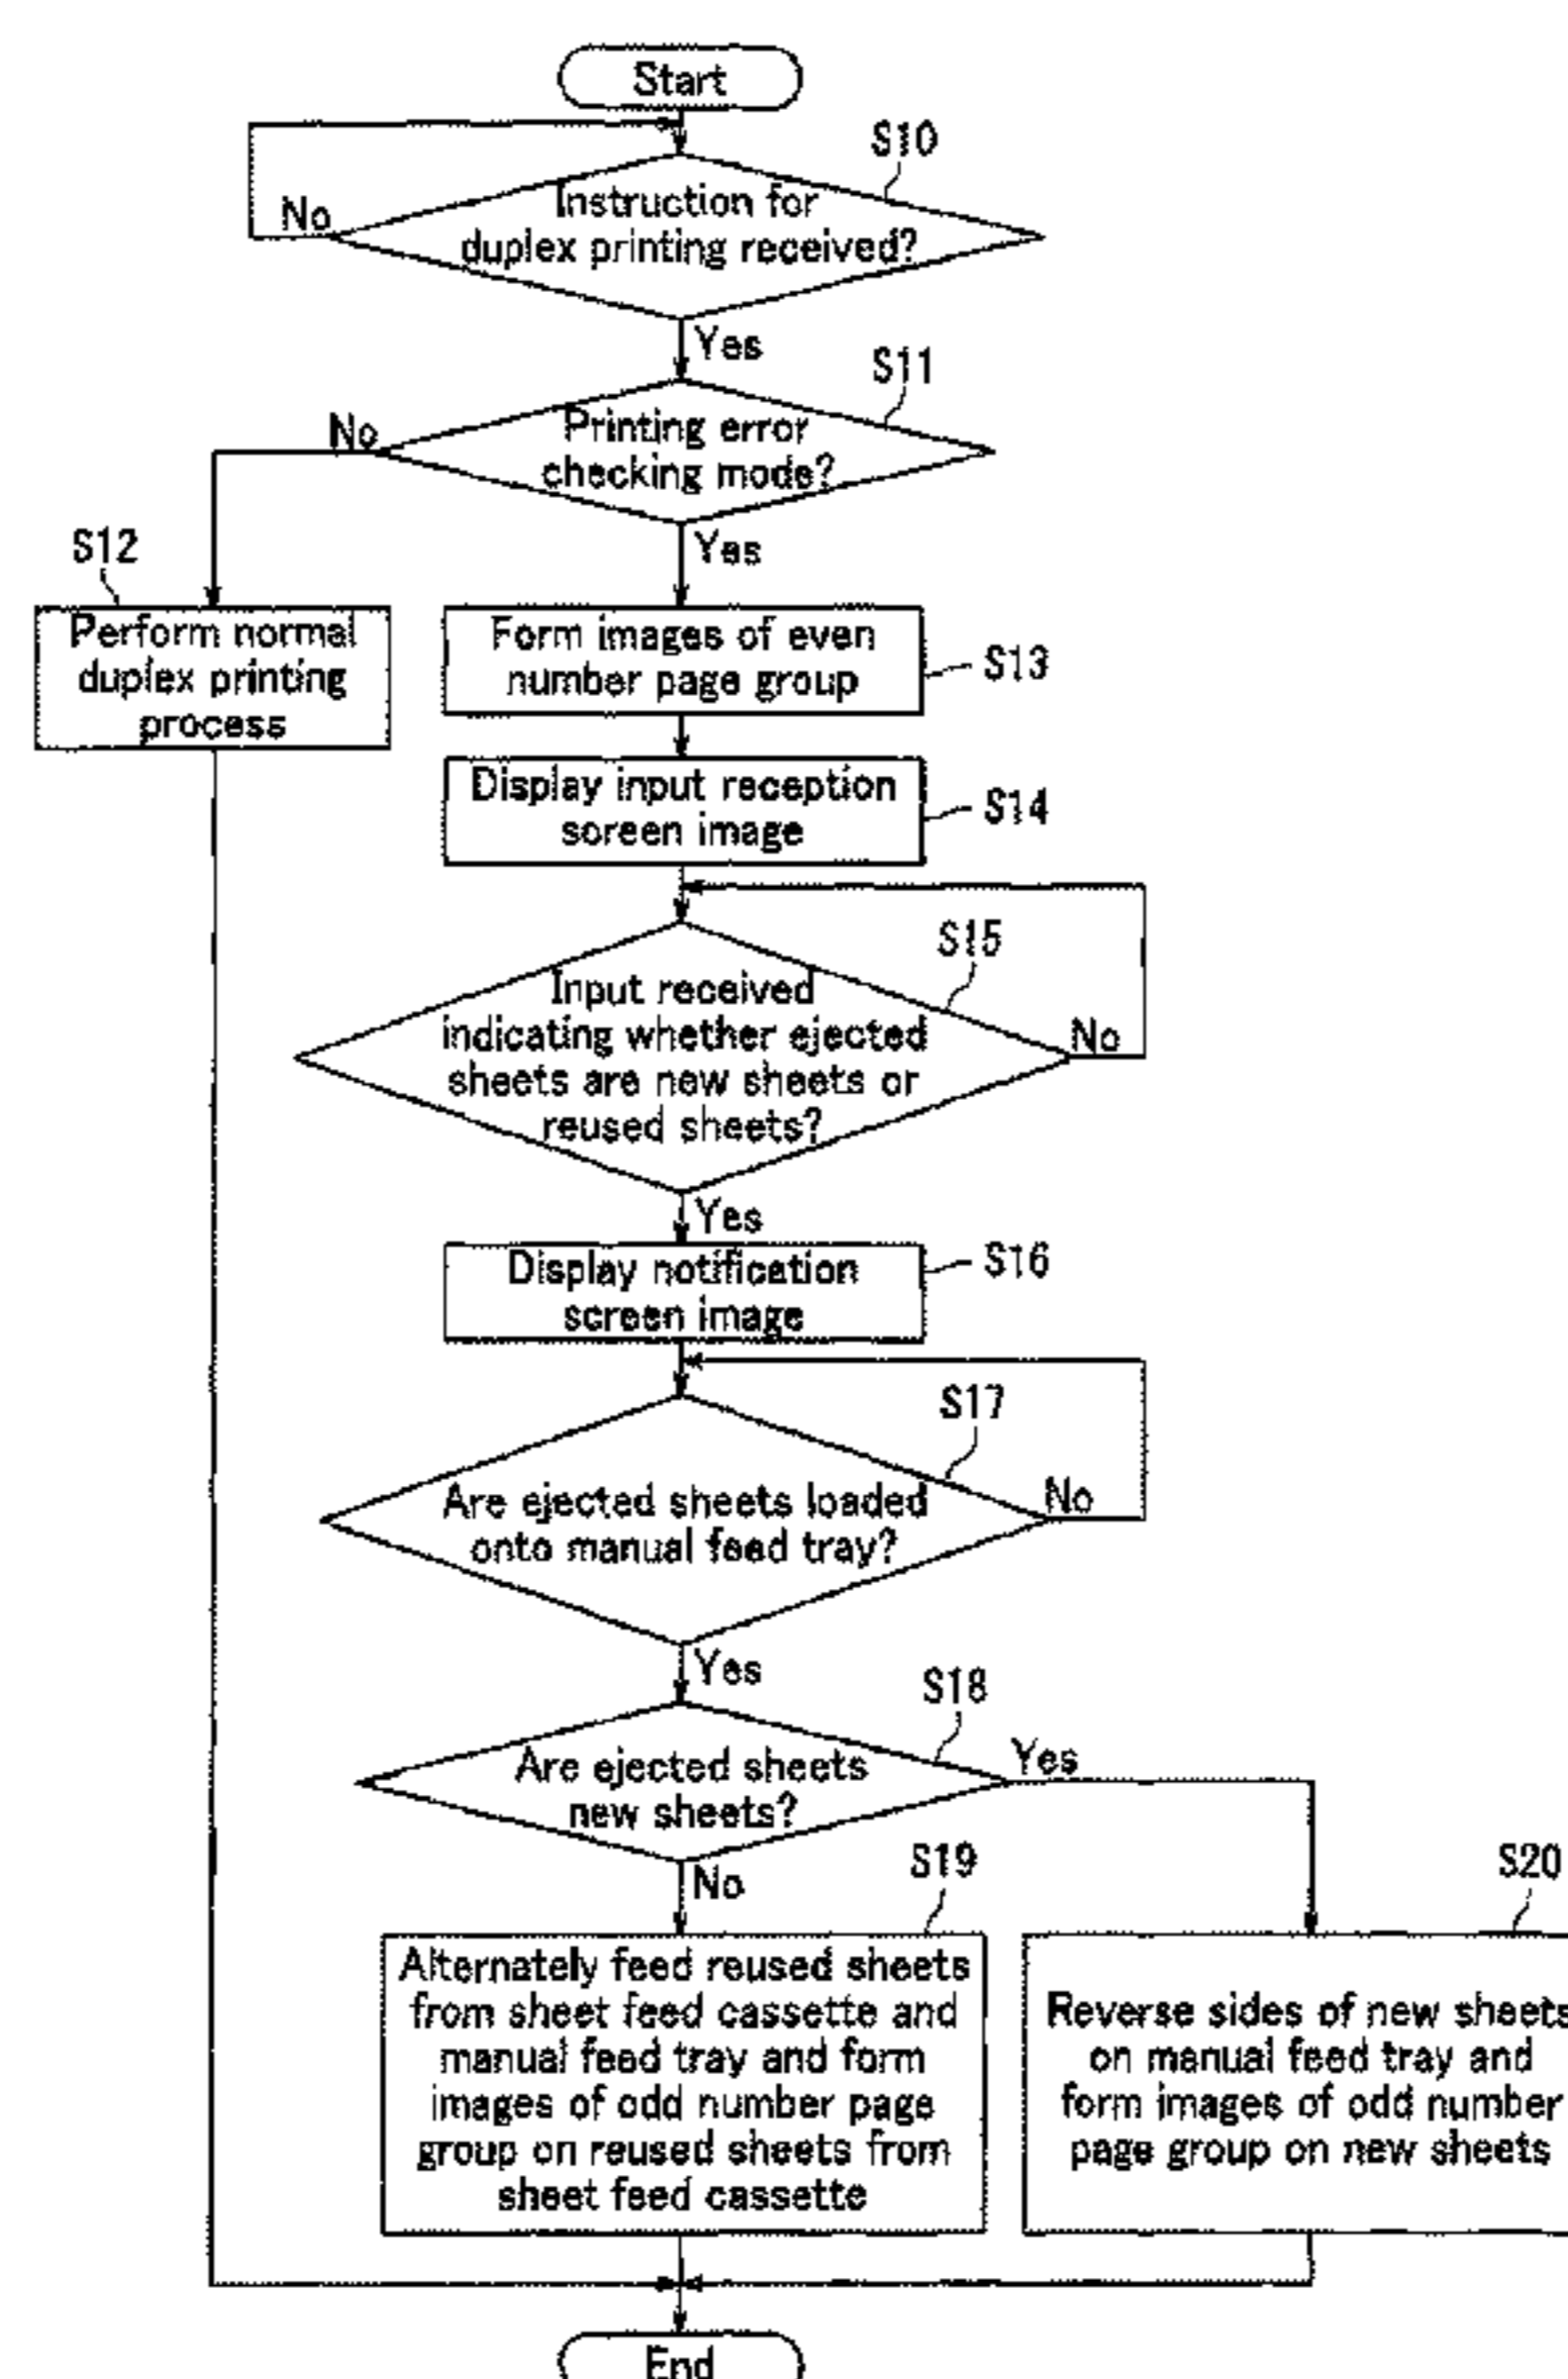 Start
S10
Instruction for
duplex printing received?
No
Yes
S11
Printing error
checking mode?
No
Yes
S12
Perform normal
duplex printing
process
Form images of even
number page group
S13
Display input reception
screen image
S14
S15
Input received
indicating whether ejected
sheets are new sheets or
reused sheets?
No
Yes
Display notification
screen image
S16
S17
Are ejected sheets loaded
onto manual feed tray?
No
Yes
S18
Are ejected sheets
new sheets?
Yes
No
S19
Alternately feed reused sheets
from sheet feed cassette and
manual feed tray and form
images of odd number page
group on reused sheets from
sheet feed cassette
S20
Reverse sides of new sheets
on manual feed tray and
form images of odd number
page group on new sheets
End